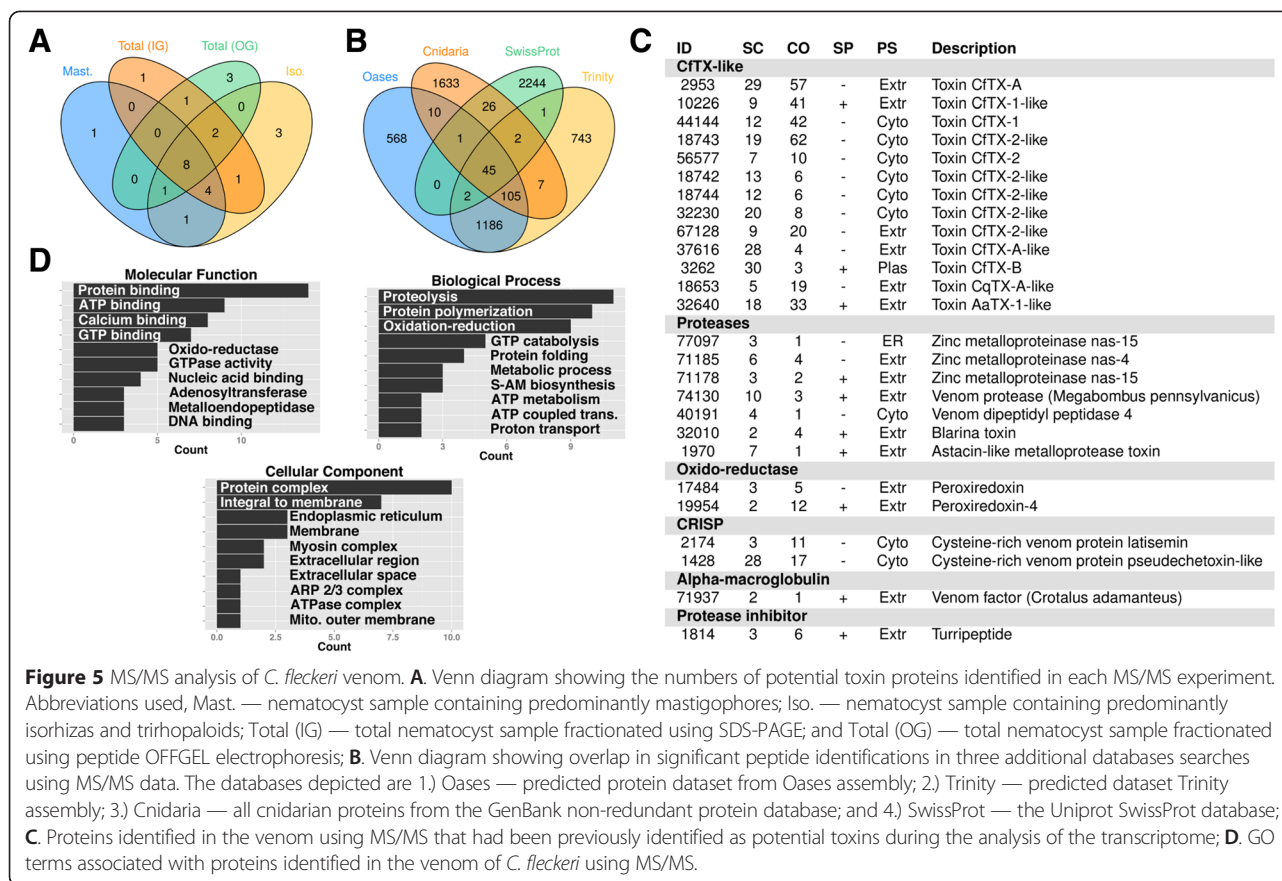 A
Total (IG)
Total (OG)
Mast.
Iso.
1
3
0
1
0
1
0
2
3
8
0
1
4
1
1
B
Cnidaria
SwissProt
Oases
Trinity
1633
2244
10
26
1
568
1
2
743
45
0
2
105
7
1186
C
ID SC CO SP PS Description
CfTX-like
2953 29 57 - Extr Toxin CfTX-A
10226 9 41 + Extr Toxin CfTX-1-like
44144 12 42 - Cyto Toxin CfTX-1
18743 19 62 - Cyto Toxin CfTX-2-like
56577 7 10 - Cyto Toxin CfTX-2
18742 13 6 - Cyto Toxin CfTX-2-like
18744 12 6 - Cyto Toxin CfTX-2-like
32230 20 8 - Cyto Toxin CfTX-2-like
67128 9 20 - Extr Toxin CfTX-2-like
37616 28 4 - Extr Toxin CfTX-A-like
3262 30 3 + Plas Toxin CfTX-B
18653 5 19 - Extr Toxin CqTX-A-like
32640 18 33 + Extr Toxin AaTX-1-like
Proteases
77097 3 1 - ER Zinc metalloproteinase nas-15
71185 6 4 - Extr Zinc metalloproteinase nas-4
71178 3 2 + Extr Zinc metalloproteinase nas-15
74130 10 3 + Extr Venom protease (Megabombus pennsylvanicus)
40191 4 1 - Cyto Venom dipeptidyl peptidase 4
32010 2 4 + Extr Blarina toxin
1970 7 1 + Extr Astacin-like metalloprotease toxin
Oxido-reductase
17484 3 5 - Extr Peroxiredoxin
19954 2 12 + Extr Peroxiredoxin-4
CRISP
2174 3 11 - Cyto Cysteine-rich venom protein latisemin
1428 28 17 - Cyto Cysteine-rich venom protein pseudechetoxin-like
Alpha-macroglobulin
71937 2 1 + Extr Venom factor (Crotalus adamanteus)
Protease inhibitor
1814 3 6 + Extr Turripeptide
D
Molecular Function
Protein binding
ATP binding
Calcium binding
GTP binding
Oxido-reductase
GTPase activity
Nucleic acid binding
Adenosyltransferase
Metalloendopeptidase
DNA binding
0 5 10
Count
Biological Process
Proteolysis
Protein polymerization
Oxidation-reduction
GTP catabolysis
Protein folding
Metabolic process
S-AM biosynthesis
ATP metabolism
ATP coupled trans.
Proton transport
0 3 6 9
Count
Cellular Component
Protein complex
Integral to membrane
Endoplasmic reticulum
Membrane
Myosin complex
Extracellular region
Extracellular space
ARP 2/3 complex
ATPase complex
Mito. outer membrane
0.0 2.5 5.0 7.5 10.0
Count
Figure 5 MS/MS analysis of C. fleckeri venom. A. Venn diagram showing the numbers of potential toxin proteins identified in each MS/MS experiment.
Abbreviations used, Mast. — nematocyst sample containing predominantly mastigophores; Iso. — nematocyst sample containing predominantly
isorhizas and trirhopaloids; Total (IG) — total nematocyst sample fractionated using SDS-PAGE; and Total (OG) — total nematocyst sample fractionated
using peptide OFFGEL electrophoresis; B. Venn diagram showing overlap in significant peptide identifications in three additional databases searches
using MS/MS data. The databases depicted are 1.) Oases — predicted protein dataset from Oases assembly; 2.) Trinity — predicted dataset Trinity
assembly; 3.) Cnidaria — all cnidarian proteins from the GenBank non-redundant protein database; and 4.) SwissProt — the Uniprot SwissProt database;
C. Proteins identified in the venom using MS/MS that had been previously identified as potential toxins during the analysis of the transcriptome; D. GO
terms associated with proteins identified in the venom of C. fleckeri using MS/MS.